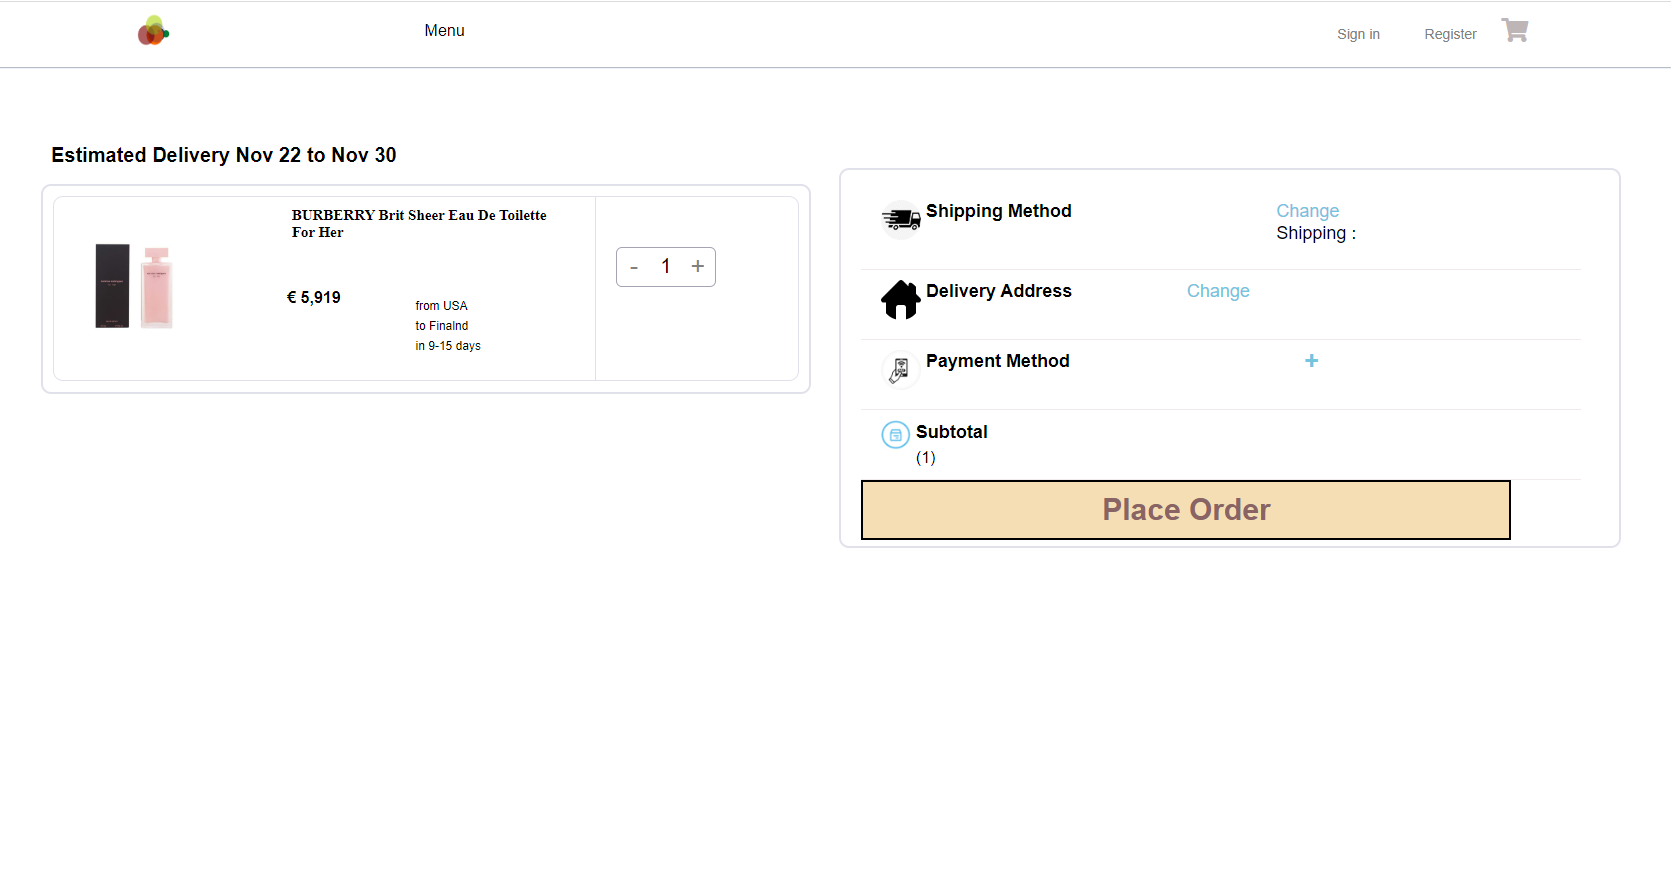 Menu
Sign in
Register
Estimated Delivery Nov 22 to Nov 30
BURBERRY Brit Sheer Eau De Toilette
For Her
€ 5,919
from USA
to Finalnd
in 9-15 days
- 1 +
Shipping Method
Change
Shipping :
Delivery Address
Change
Payment Method
+
Subtotal
(1)
Place Order